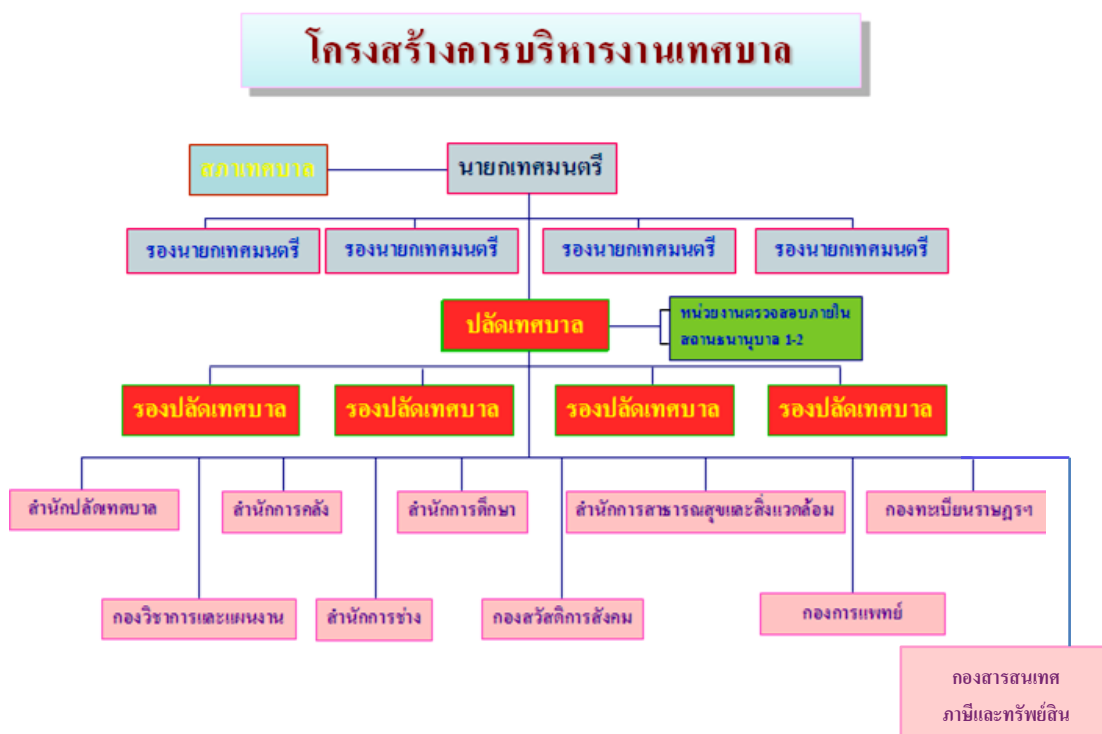 โครงสร้างการบริหารงานเทศบาล
สภาเทศบาล
นายกเทศมนตรี
รองนายกเทศมนตรี
รองนายกเทศมนตรี
รองนายกเทศมนตรี
รองนายกเทศมนตรี
ปลัดเทศบาล
หน่วยงานตรวจสอบภายใน
สถานธนานุบาล 1-2
รองปลัดเทศบาล
รองปลัดเทศบาล
รองปลัดเทศบาล
รองปลัดเทศบาล
สำนักปลัดเทศบาล
สำนักการคลัง
สำนักการศึกษา
สำนักการสาธารณสุขและสิ่งแวดล้อม
กองทะเบียนราษฎรฯ
กองวิชาการและแผนงาน
สำนักการช่าง
กองสวัสดิการสังคม
กองการแพทย์
กองสารสนเทศ
ภาษีและทรัพย์สิน